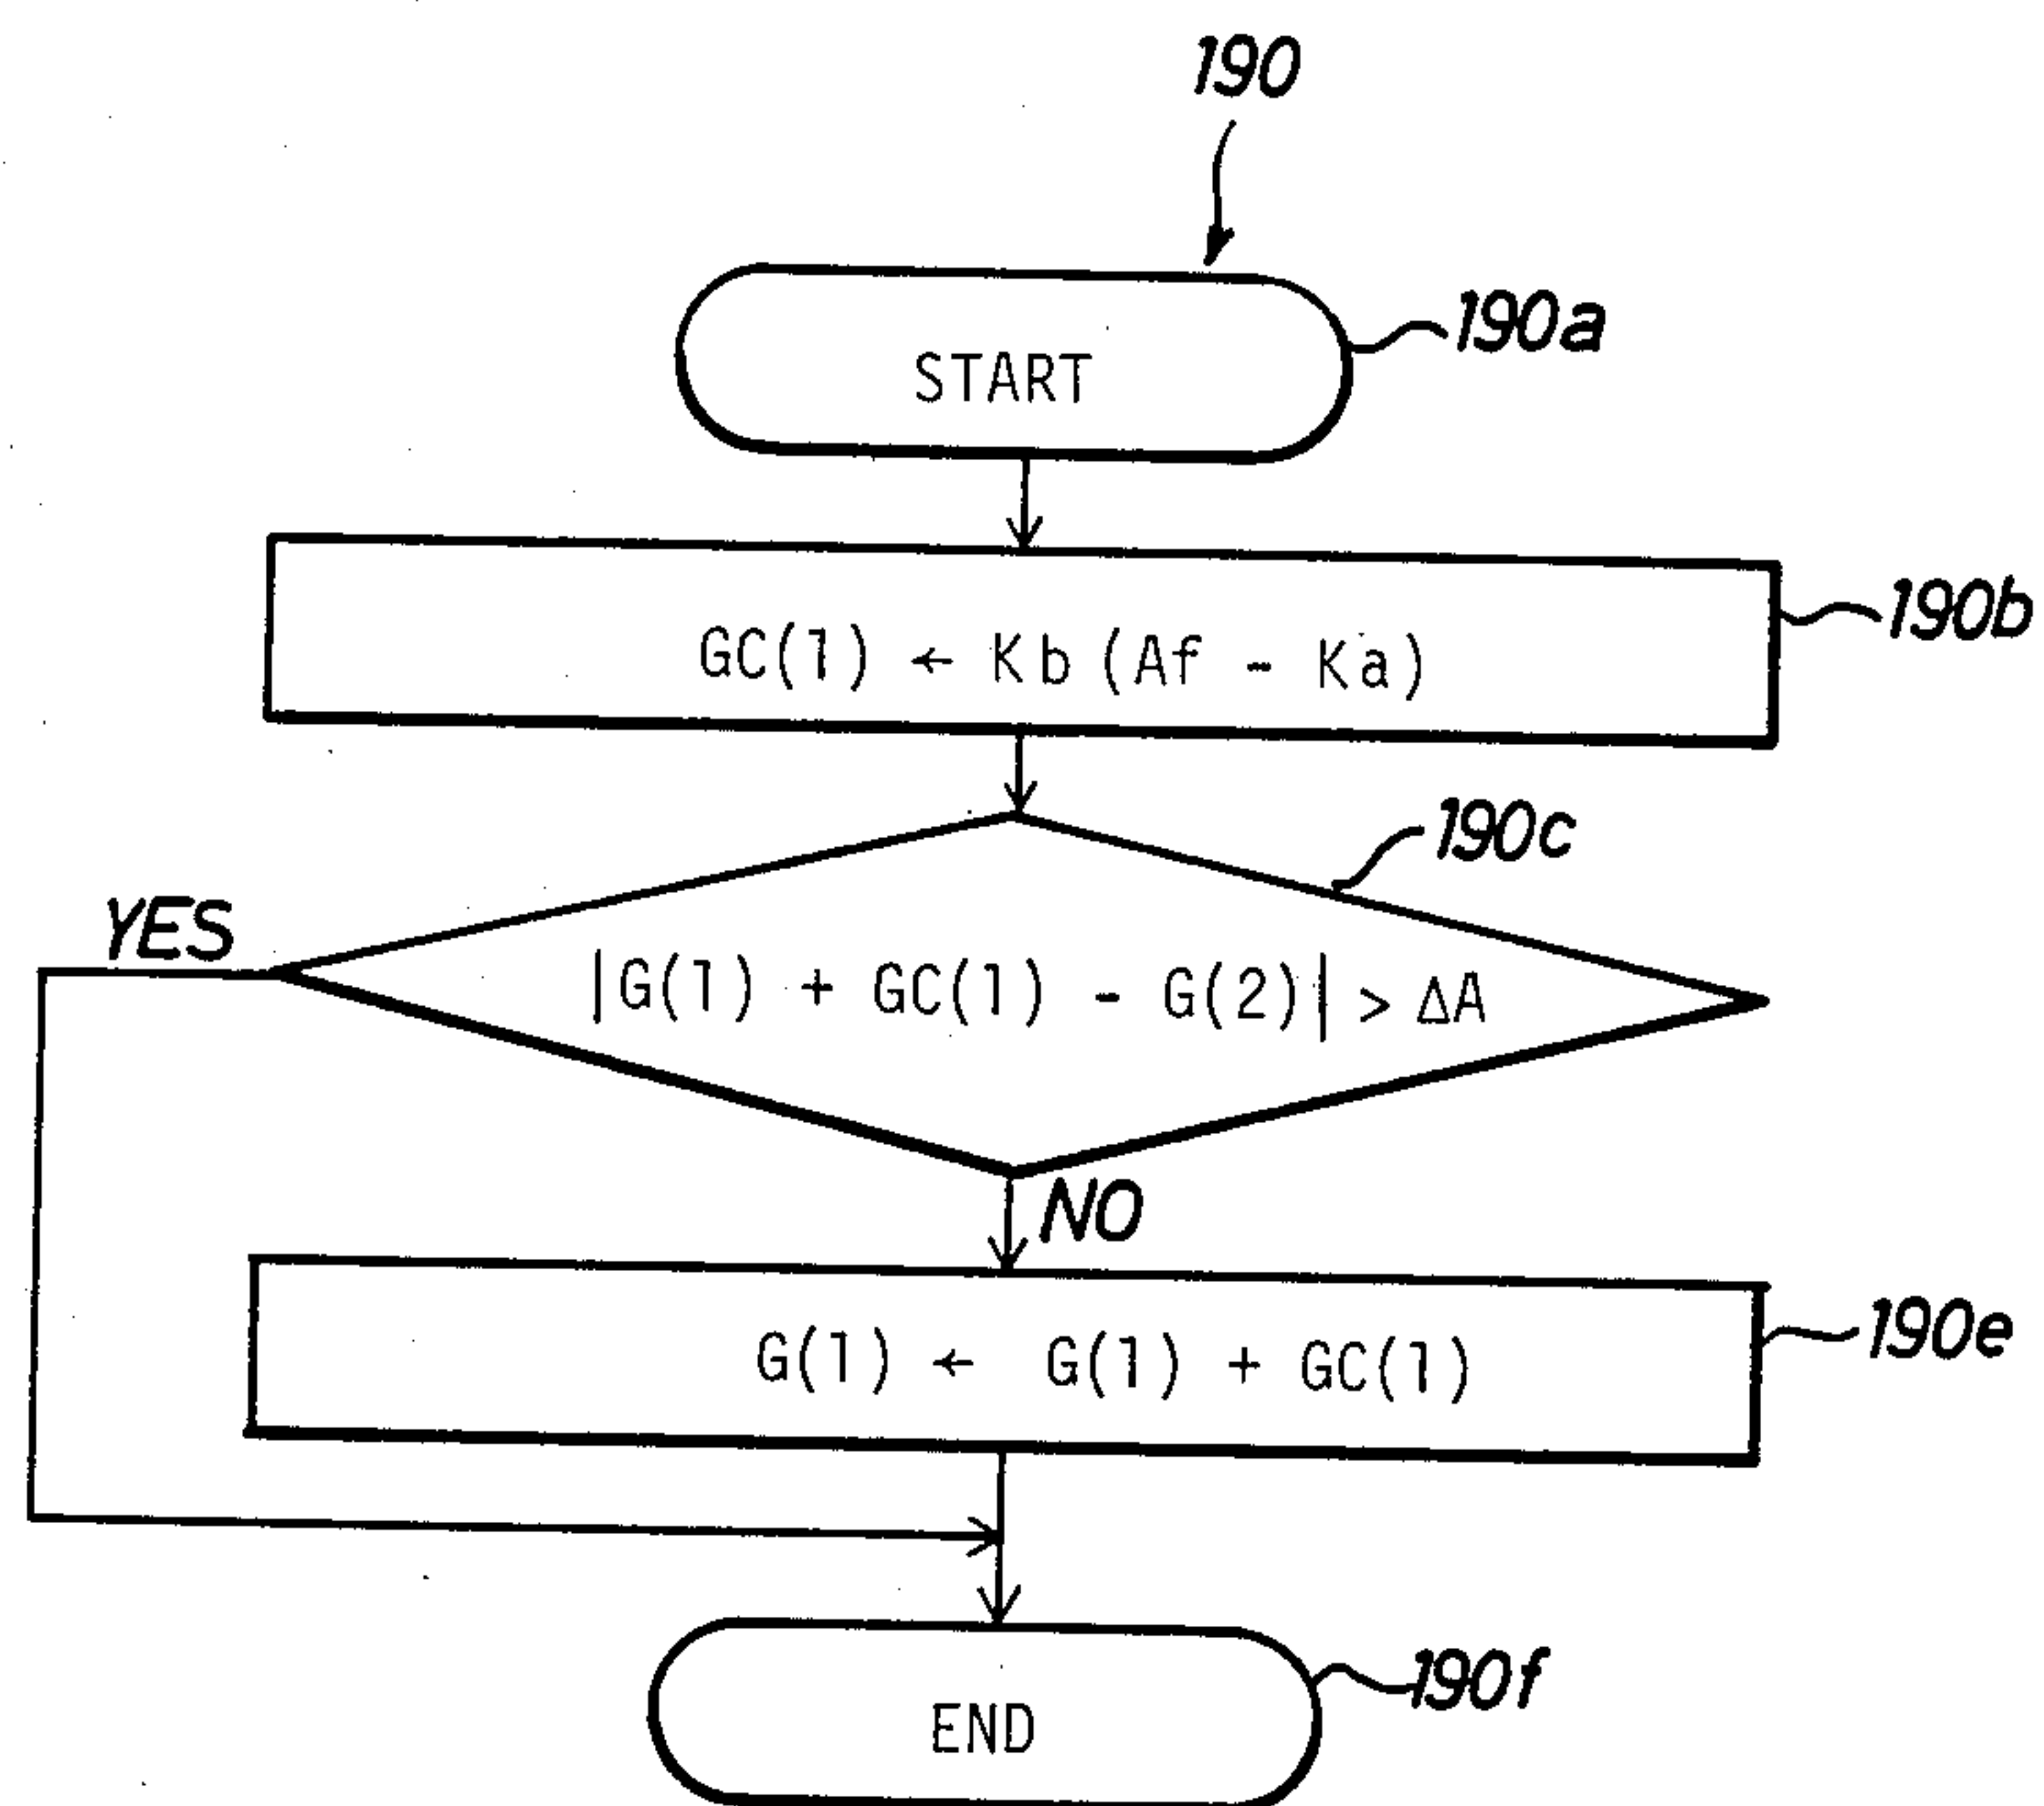 190
START
190a
GC(1) ← Kb (Af - Ka)
190b
190c
YES
|G(1) + GC(1) - G(2)| > ΔA
NO
G(1) ← G(1) + GC(1)
190e
END
190f